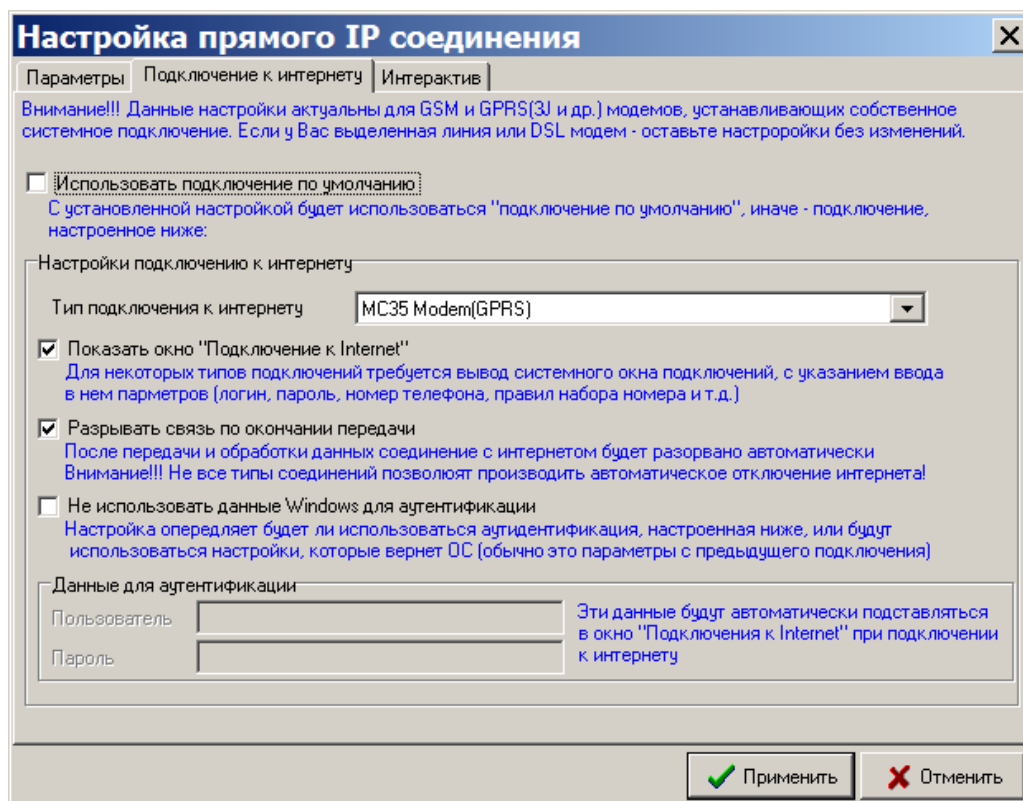 Настройка прямого IP соединения
Параметры Подключение к интернету Интерактив
Внимание!!! Данные настройки актуальны для GSM и GPRS(3J и др.) модемов, устанавливающих собственное
системное подключение. Если у Вас выделенная линия или DSL модем - оставьте настроройки без изменений.
Использовать подключение по умолчанию
С установленной настройкой будет использоваться "подключение по умолчанию", иначе - подключение,
настроенное ниже:
Настройки подключению к интернету
Тип подключения к интернету MC35 Modem(GPRS)
Показать окно "Подключение к Internet"
Для некоторых типов подключений требуется вывод системного окна подключений, с указанием ввода
в нем парметров (логин, пароль, номер телефона, правил набора номера и т.д.)
Разрывать связь по окончании передачи
После передачи и обработки данных соединение с интернетом будет разорвано автоматически
Внимание!!! Не все типы соединений позволюят производить автоматическое отключение интернета!
Не использовать данные Windows для аутентификации
Настройка опередляет будет ли использоваться аутидентификация, настроенная ниже, или будут
использоваться настройки, которые вернет ОС (обычно это параметры с предыдущего подключения)
Данные для аутентификации
Пользователь
Пароль
Эти данные будут автоматически подставляться
в окно "Подключения к Internet" при подключении
к интернету
Применить Отменить